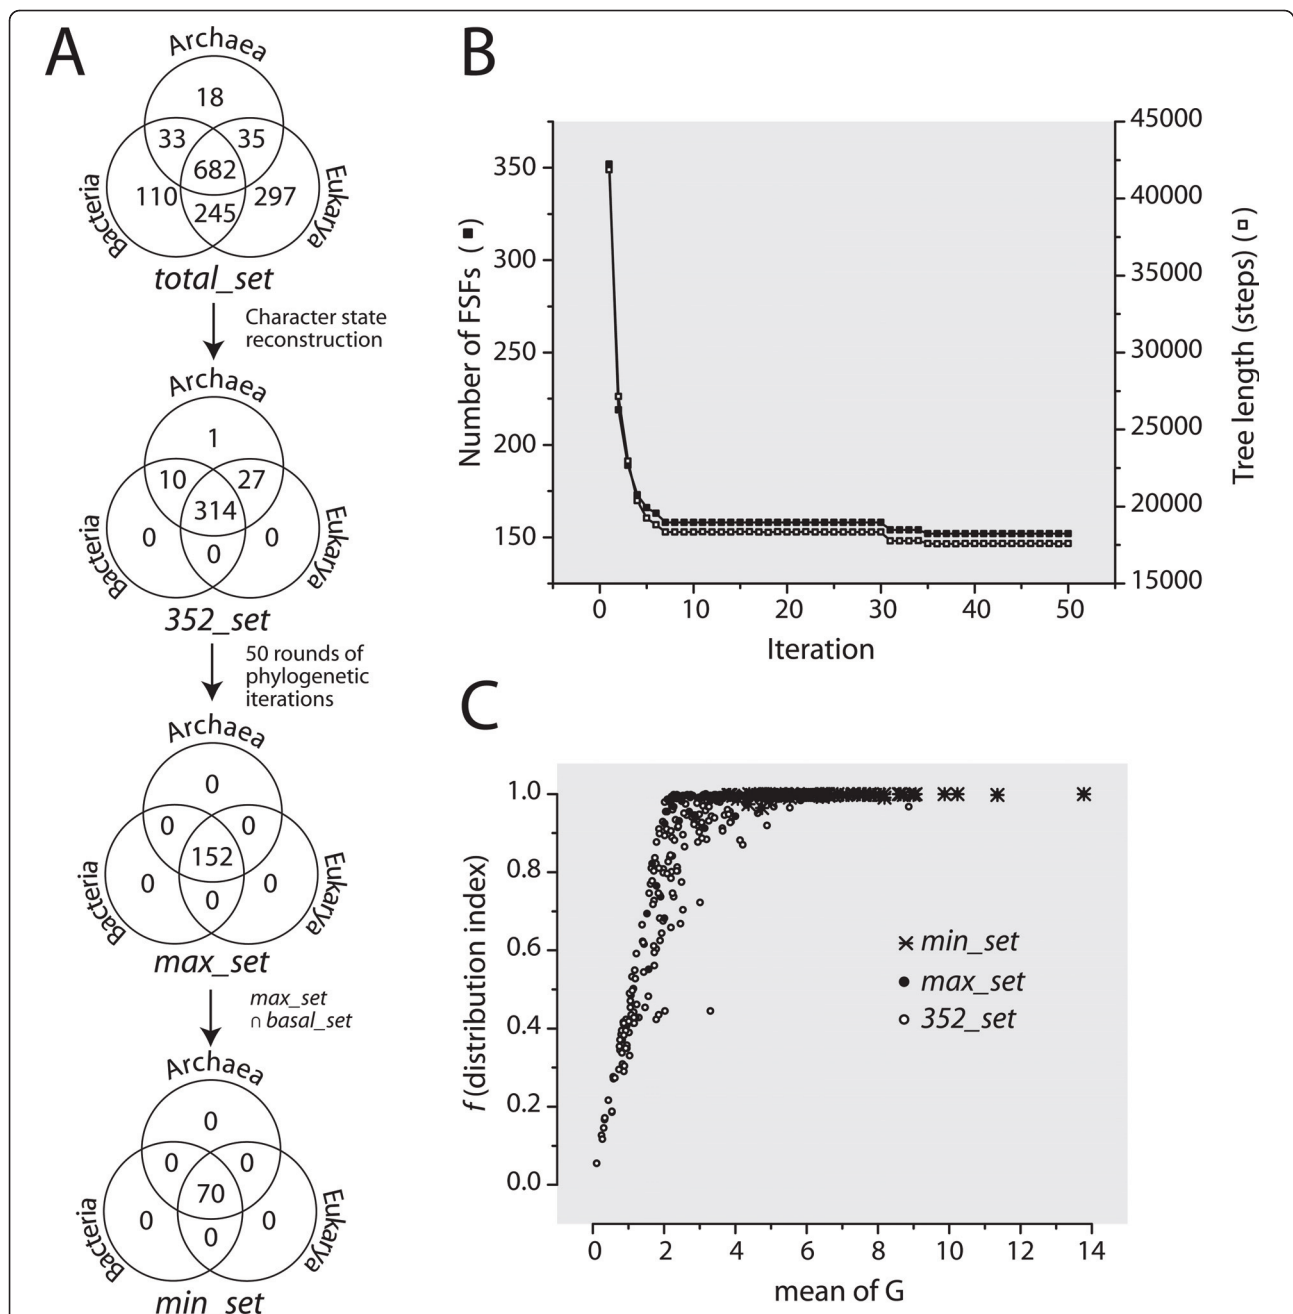 A
Archaea
18
33
35
682
110
297
245
Bacteria
Eukarya
total_set
Character state
reconstruction
Archaea
1
10
27
314
0
0
0
Bacteria
Eukarya
352_set
50 rounds of
phylogenetic
iterations
Archaea
0
0
0
152
0
0
0
Bacteria
Eukarya
max_set
max_set
∩ basal_set
Archaea
0
0
0
70
0
0
0
Bacteria
Eukarya
min_set
B
350
300
250
200
150
Number of FSFs (■)
45000
40000
35000
30000
25000
20000
15000
Tree length (steps) (□)
0 10 20 30 40 50
Iteration
C
1.0
0.8
0.6
0.4
0.2
0.0
f (distribution index)
min_set
max_set
352_set
0 2 4 6 8 10 12 14
mean of G